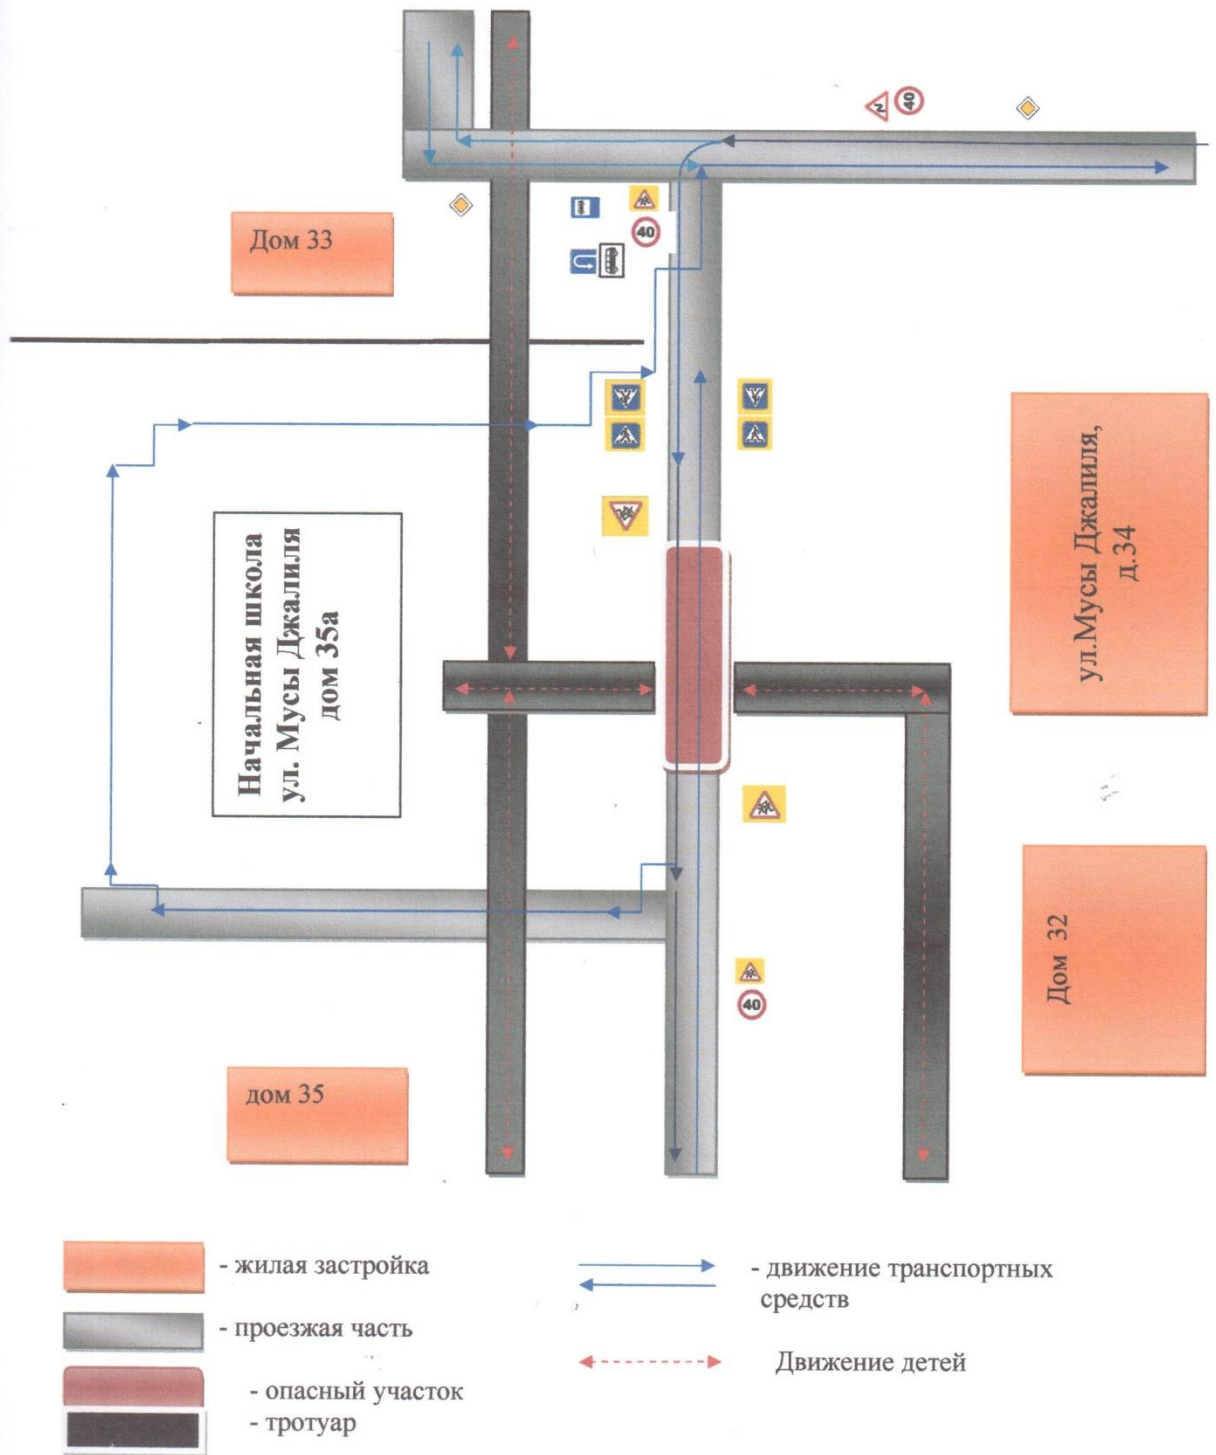 40
40
Дом 33
ул.Мусы Джалиля,
д.34
Начальная школа
ул. Мусы Джалиля
дом 35а
Дом 32
40
дом 35
- жилая застройка
- движение транспортных
средств
- проезжая часть
Движение детей
- опасный участок
- тротуар